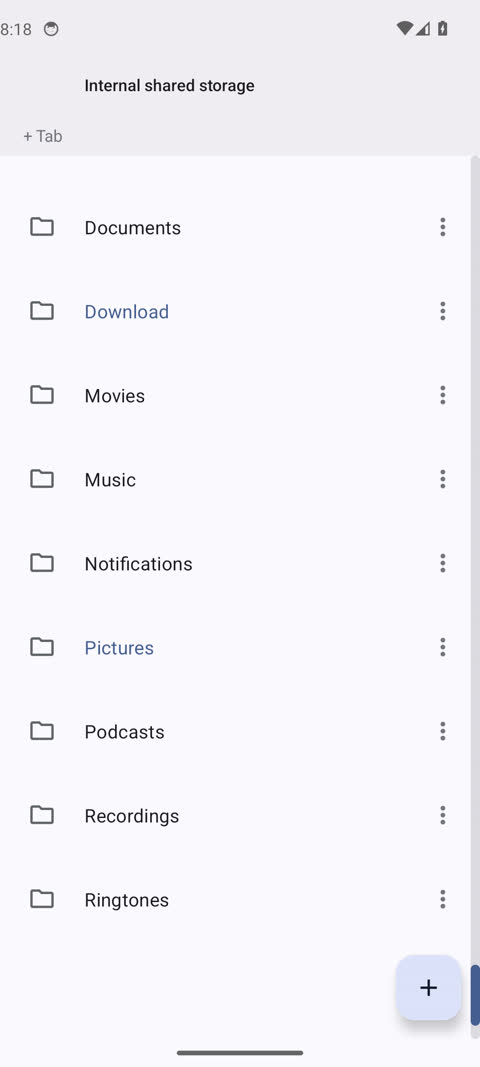 8:18
Internal shared storage
+ Tab
Documents
Download
Movies
Music
Notifications
Pictures
Podcasts
Recordings
Ringtones
+